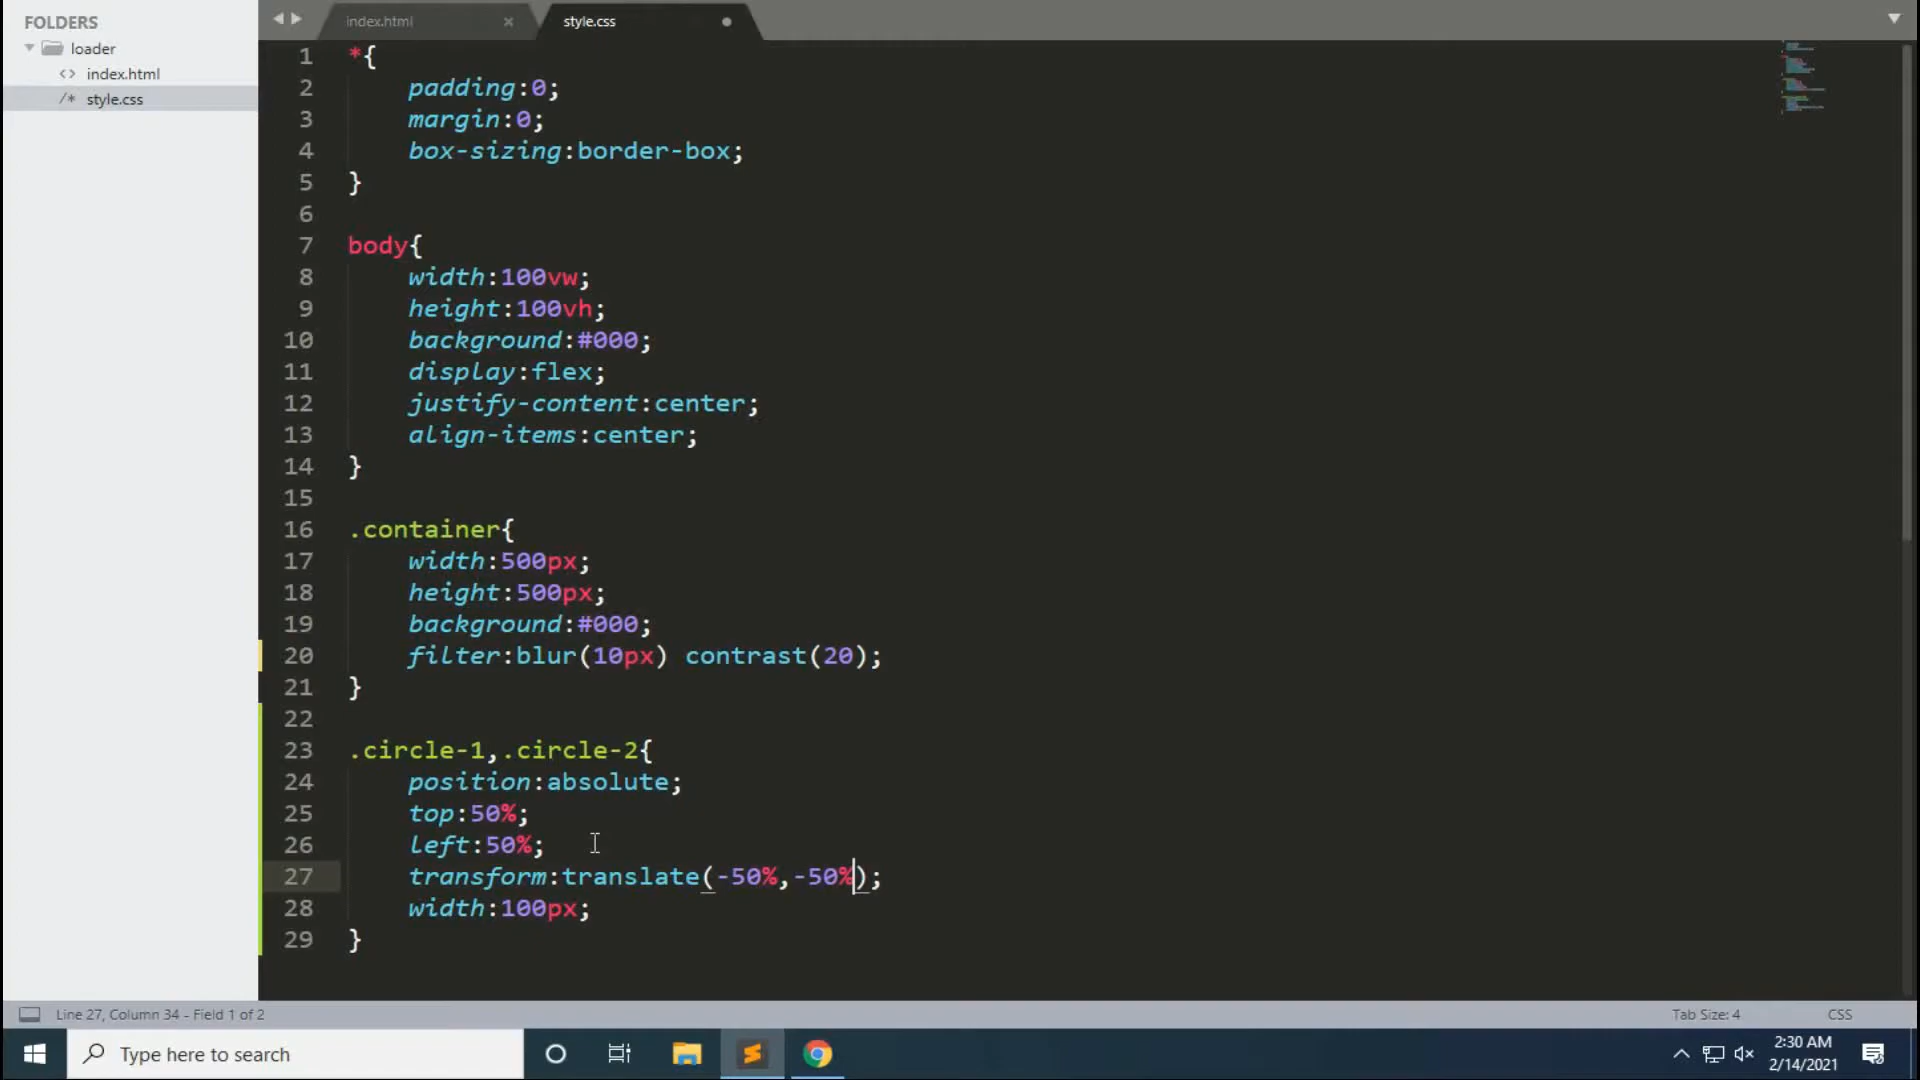 FOLDERS
loader
<> index.html
/* style.css
index.html ×
style.css
1 *{
2 padding:0;
3 margin:0;
4 box-sizing:border-box;
5 }
6
7 body{
8 width:100vw;
9 height:100vh;
10 background:#000;
11 display:flex;
12 justify-content:center;
13 align-items:center;
14 }
15
16 .container{
17 width:500px;
18 height:500px;
19 background:#000;
20 filter:blur(10px) contrast(20);
21 }
22
23 .circle-1,.circle-2{
24 position:absolute;
25 top:50%;
26 left:50%;
27 transform:translate(-50%,-50%);
28 width:100px;
29 }
Line 27, Column 34 - Field 1 of 2
Tab Size: 4
CSS
Type here to search
2:30 AM
2/14/2021